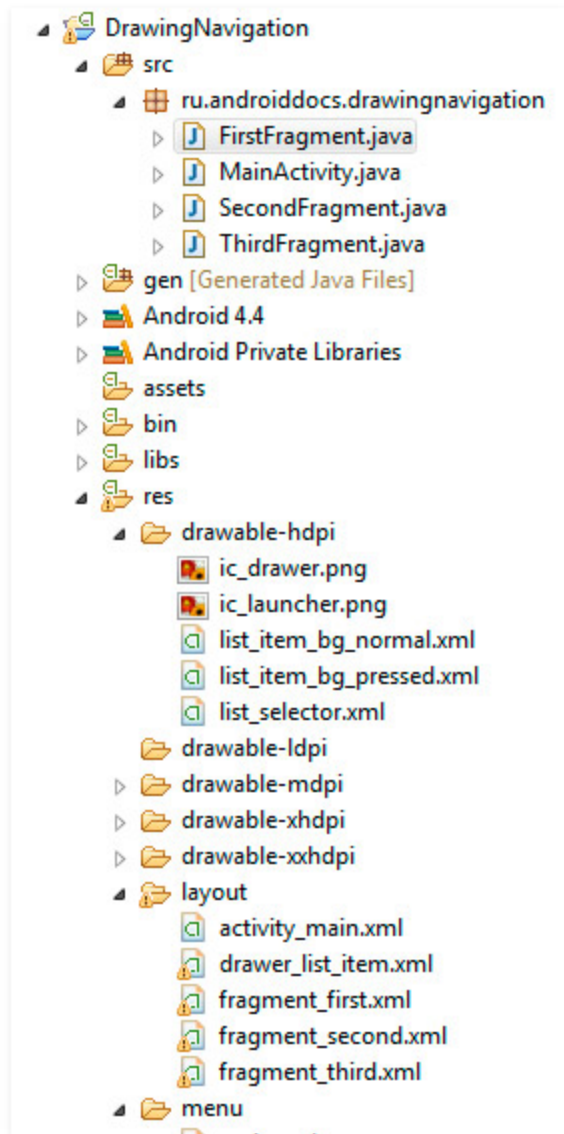 DrawingNavigation
src
ru.androiddocs.drawingnavigation
FirstFragment.java
MainActivity.java
SecondFragment.java
ThirdFragment.java
gen [Generated Java Files]
Android 4.4
Android Private Libraries
assets
bin
libs
res
drawable-hdpi
ic_drawer.png
ic_launcher.png
list_item_bg_normal.xml
list_item_bg_pressed.xml
list_selector.xml
drawable-ldpi
drawable-mdpi
drawable-xhdpi
drawable-xxhdpi
layout
activity_main.xml
drawer_list_item.xml
fragment_first.xml
fragment_second.xml
fragment_third.xml
menu